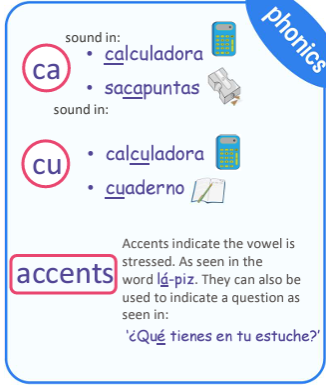 phonics
sound in:
ca
• calculadora
• sacapuntas
sound in:
cu
• calculadora
• cuaderno
accents
Accents indicate the vowel is
stressed. As seen in the
word lá-piz. They can also be
used to indicate a question as
seen in:
'¿Qué tienes en tu estuche?'